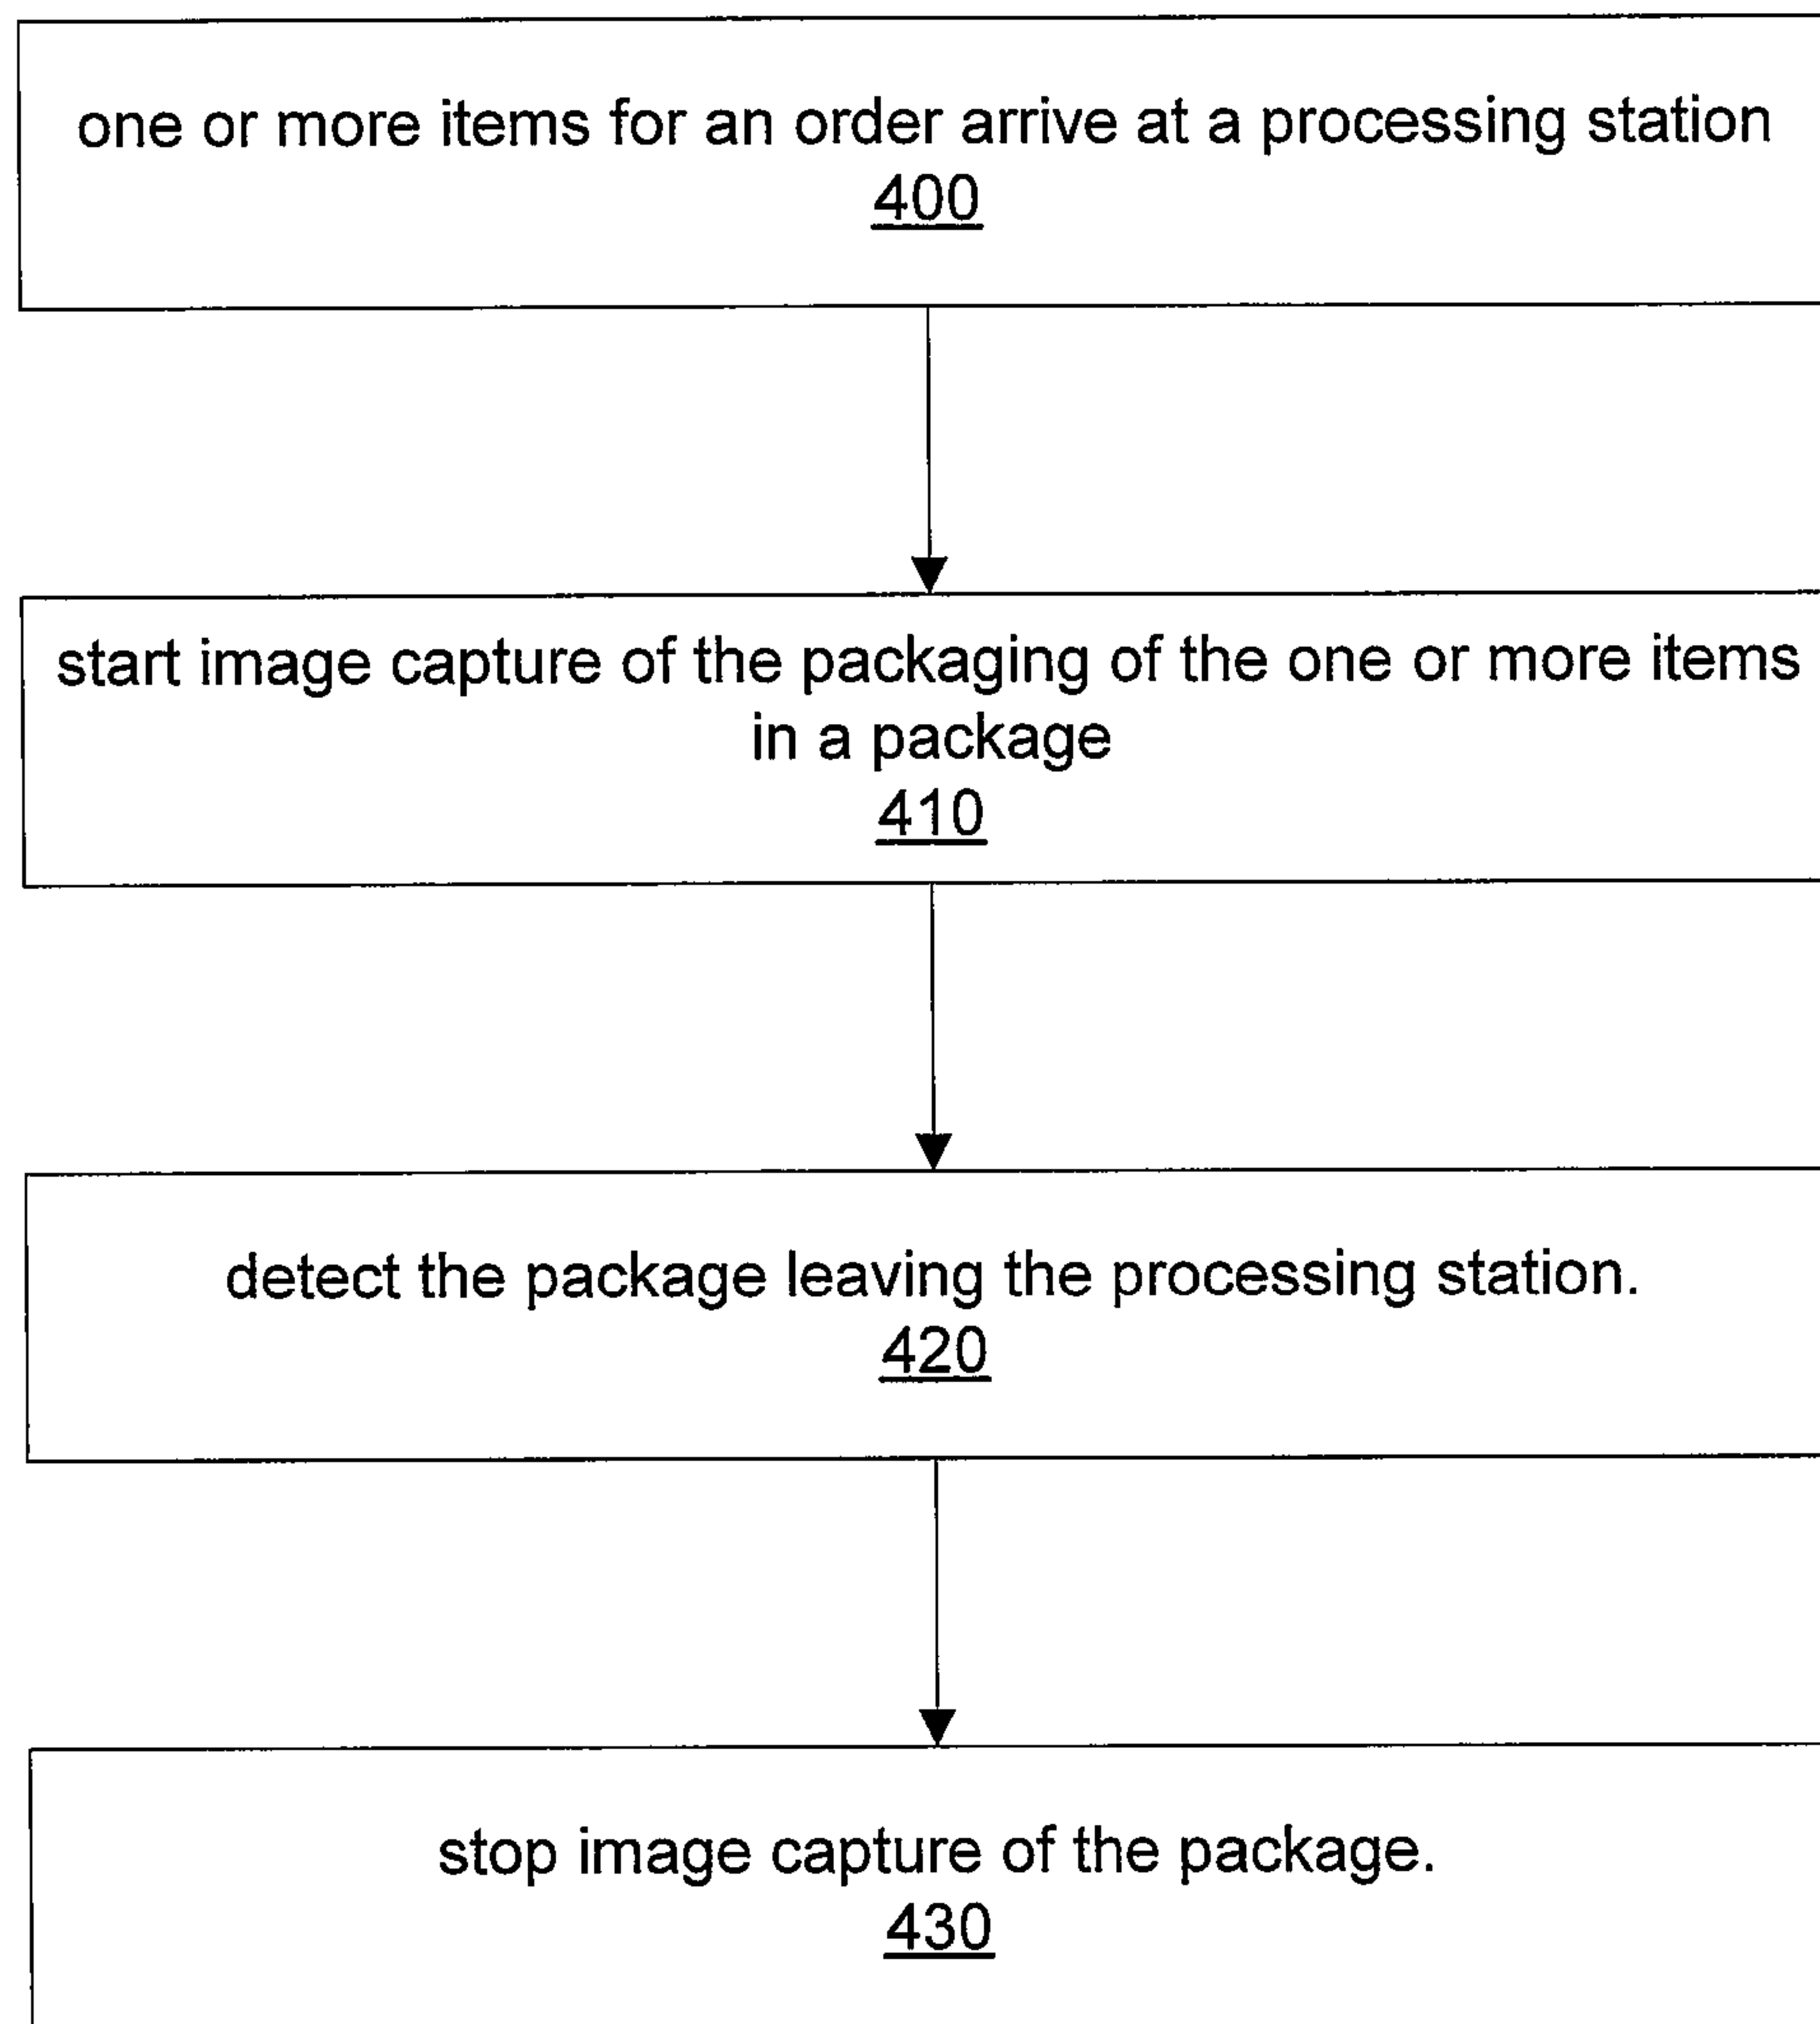 one or more items for an order arrive at a processing station
400
start image capture of the packaging of the one or more items
in a package
410
detect the package leaving the processing station.
420
stop image capture of the package.
430